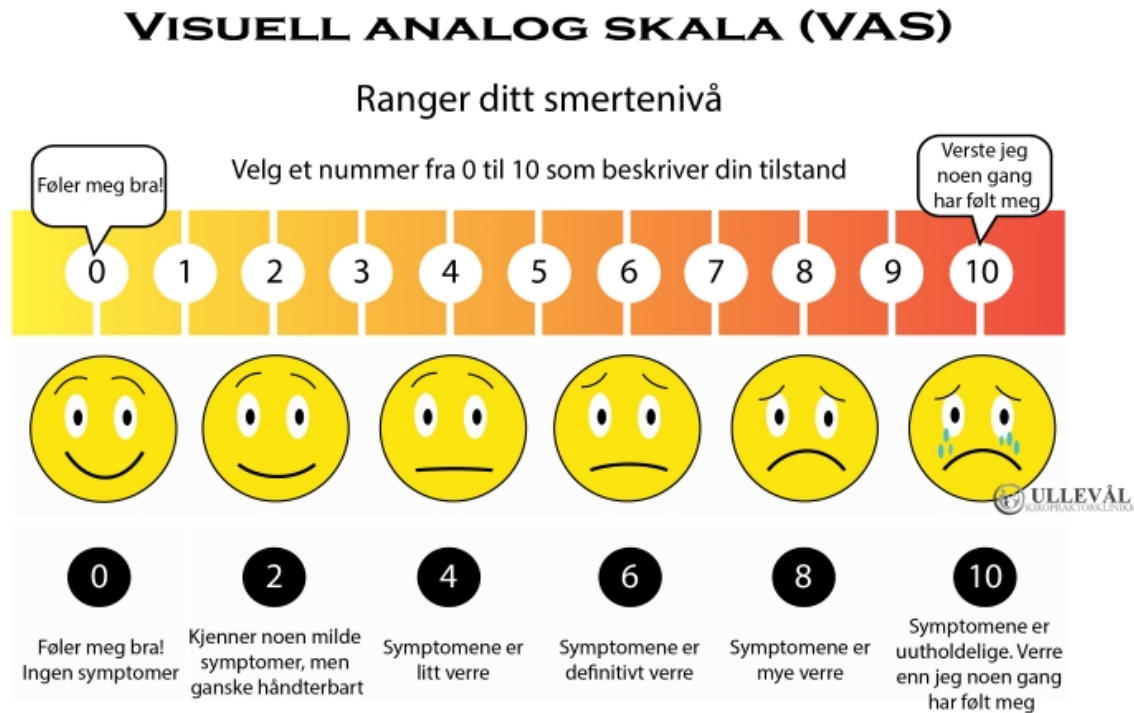 VISUELL ANALOG SKALA (VAS)
Ranger ditt smertenivå
Velg et nummer fra 0 til 10 som beskriver din tilstand
Føler meg bra!
Verste jeg
noen gang
har følt meg
0 1 2 3 4 5 6 7 8 9 10
ULLEVÅL
KIROPRAKTORKLINIKK
0
Føler meg bra!
Ingen symptomer
2
Kjenner noen milde
symptomer, men
ganske håndterbart
4
Symptomene er
litt verre
6
Symptomene er
definitivt verre
8
Symptomene er
mye verre
10
Symptomene er
uutholdelige. Verre
enn jeg noen gang
har følt meg